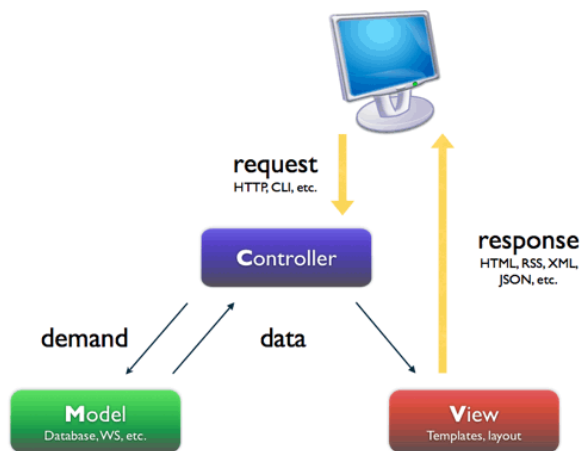 request
HTTP, CLI, etc.
response
HTML, RSS, XML,
JSON, etc.
Controller
demand
data
Model
Database, WS, etc.
View
Templates, layout